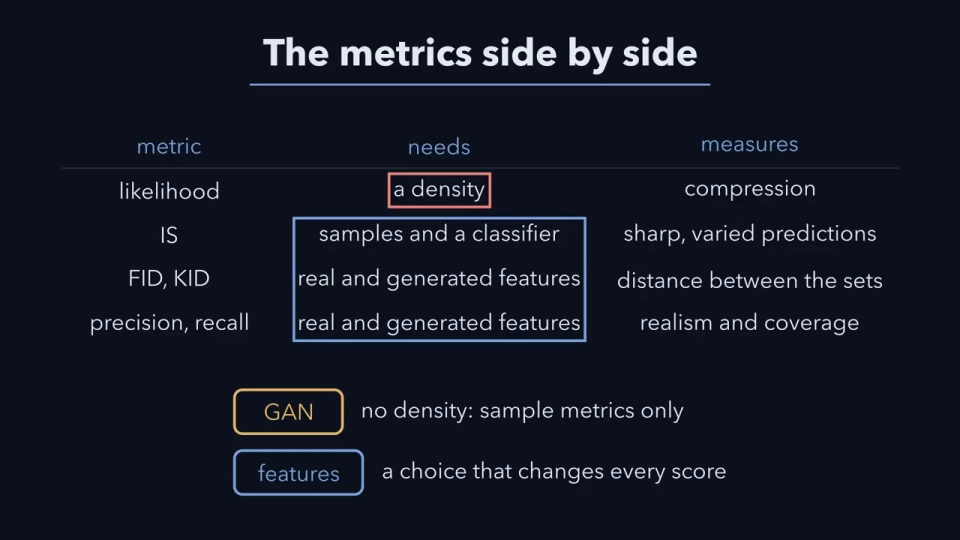 The metrics side by side
metric needs measures
likelihood a density compression
IS samples and a classifier sharp, varied predictions
FID, KID real and generated features distance between the sets
precision, recall real and generated features realism and coverage
GAN no density: sample metrics only
features a choice that changes every score